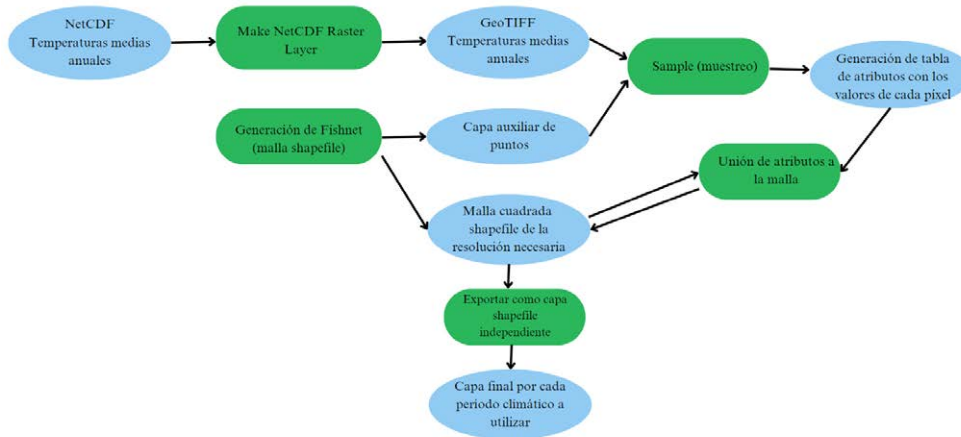 NetCDF
Temperaturas medias
anuales
Make NetCDF Raster
Layer
GeoTIFF
Temperaturas medias
anuales
Sample (muestreo)
Generación de tabla
de atributos con los
valores de cada pixel
Generación de Fishnet
(malla shapefile)
Capa auxiliar de
puntos
Unión de atributos a
la malla
Malla cuadrada
shapefile de la
resolución necesaria
Exportar como capa
shapefile
independiente
Capa final por cada
periodo climático a
utilizar